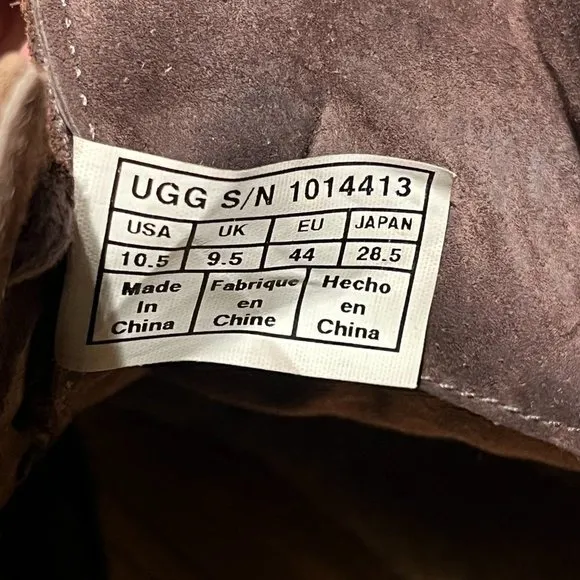 UGG S/N 1014413
USA UK EU JAPAN
10.5 9.5 44 28.5
Made In China
Fabrique en Chine
Hecho en China